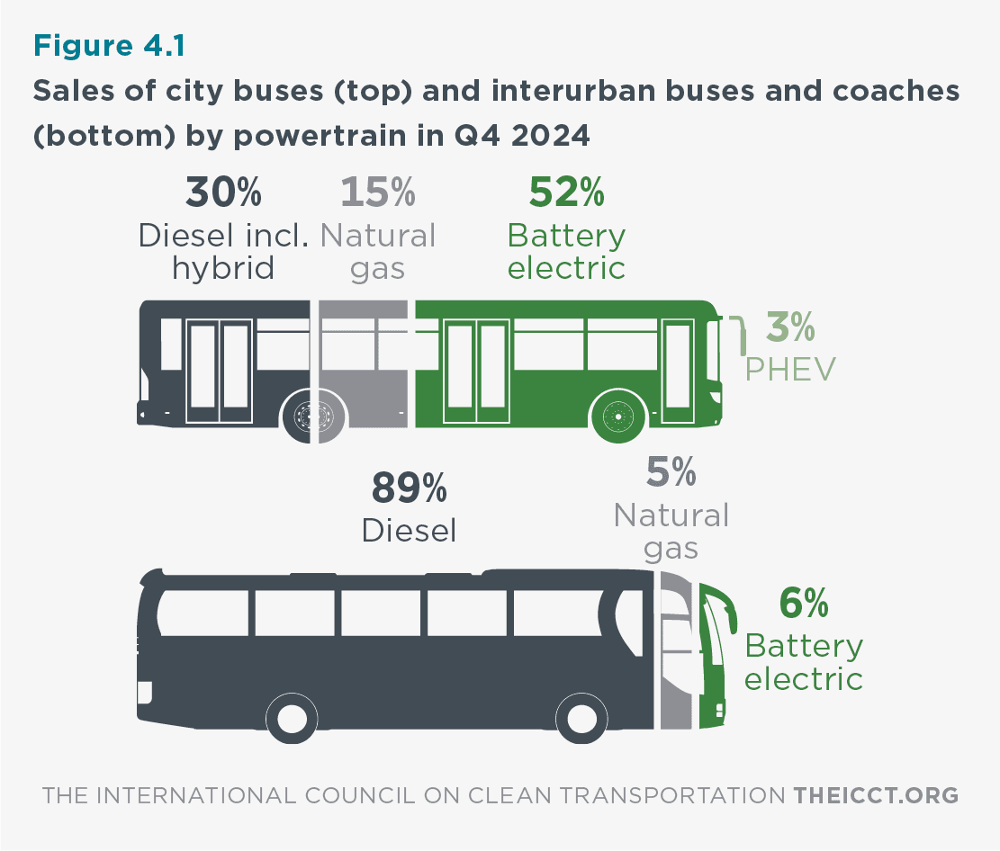 Figure 4.1
Sales of city buses (top) and interurban buses and coaches
(bottom) by powertrain in Q4 2024
30%
Diesel incl.
hybrid
15%
Natural
gas
52%
Battery
electric
3%
PHEV
89%
Diesel
5%
Natural
gas
6%
Battery
electric
THE INTERNATIONAL COUNCIL ON CLEAN TRANSPORTATION THEICCT.ORG